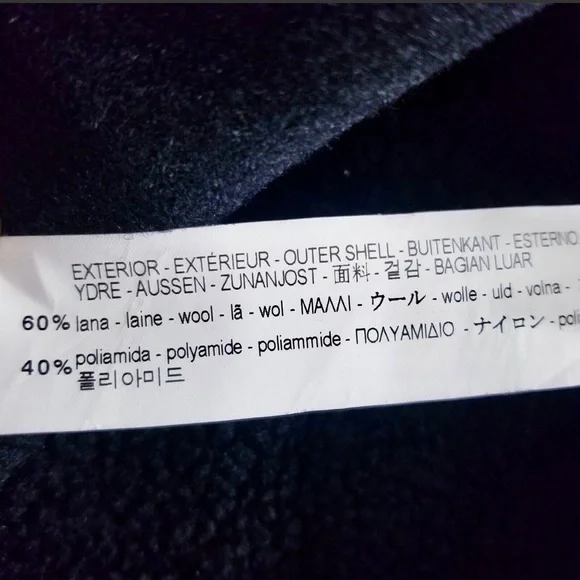 EXTERIOR - EXTÉRIEUR - OUTER SHELL - BUITENKANT - ESTERNO
YDRE - AUSSEN - ZUNANJOST - 面料 - 겉감 - BAGIAN LUAR
60% lana - laine - wool - lã - wol - ΜΑΛΛΙ - ウール - wolle - uld - volna -
40% poliamida - polyamide - poliammide - ΠΟΛΥΑΜΙΔΙΟ - ナイロン -
폴리아미드